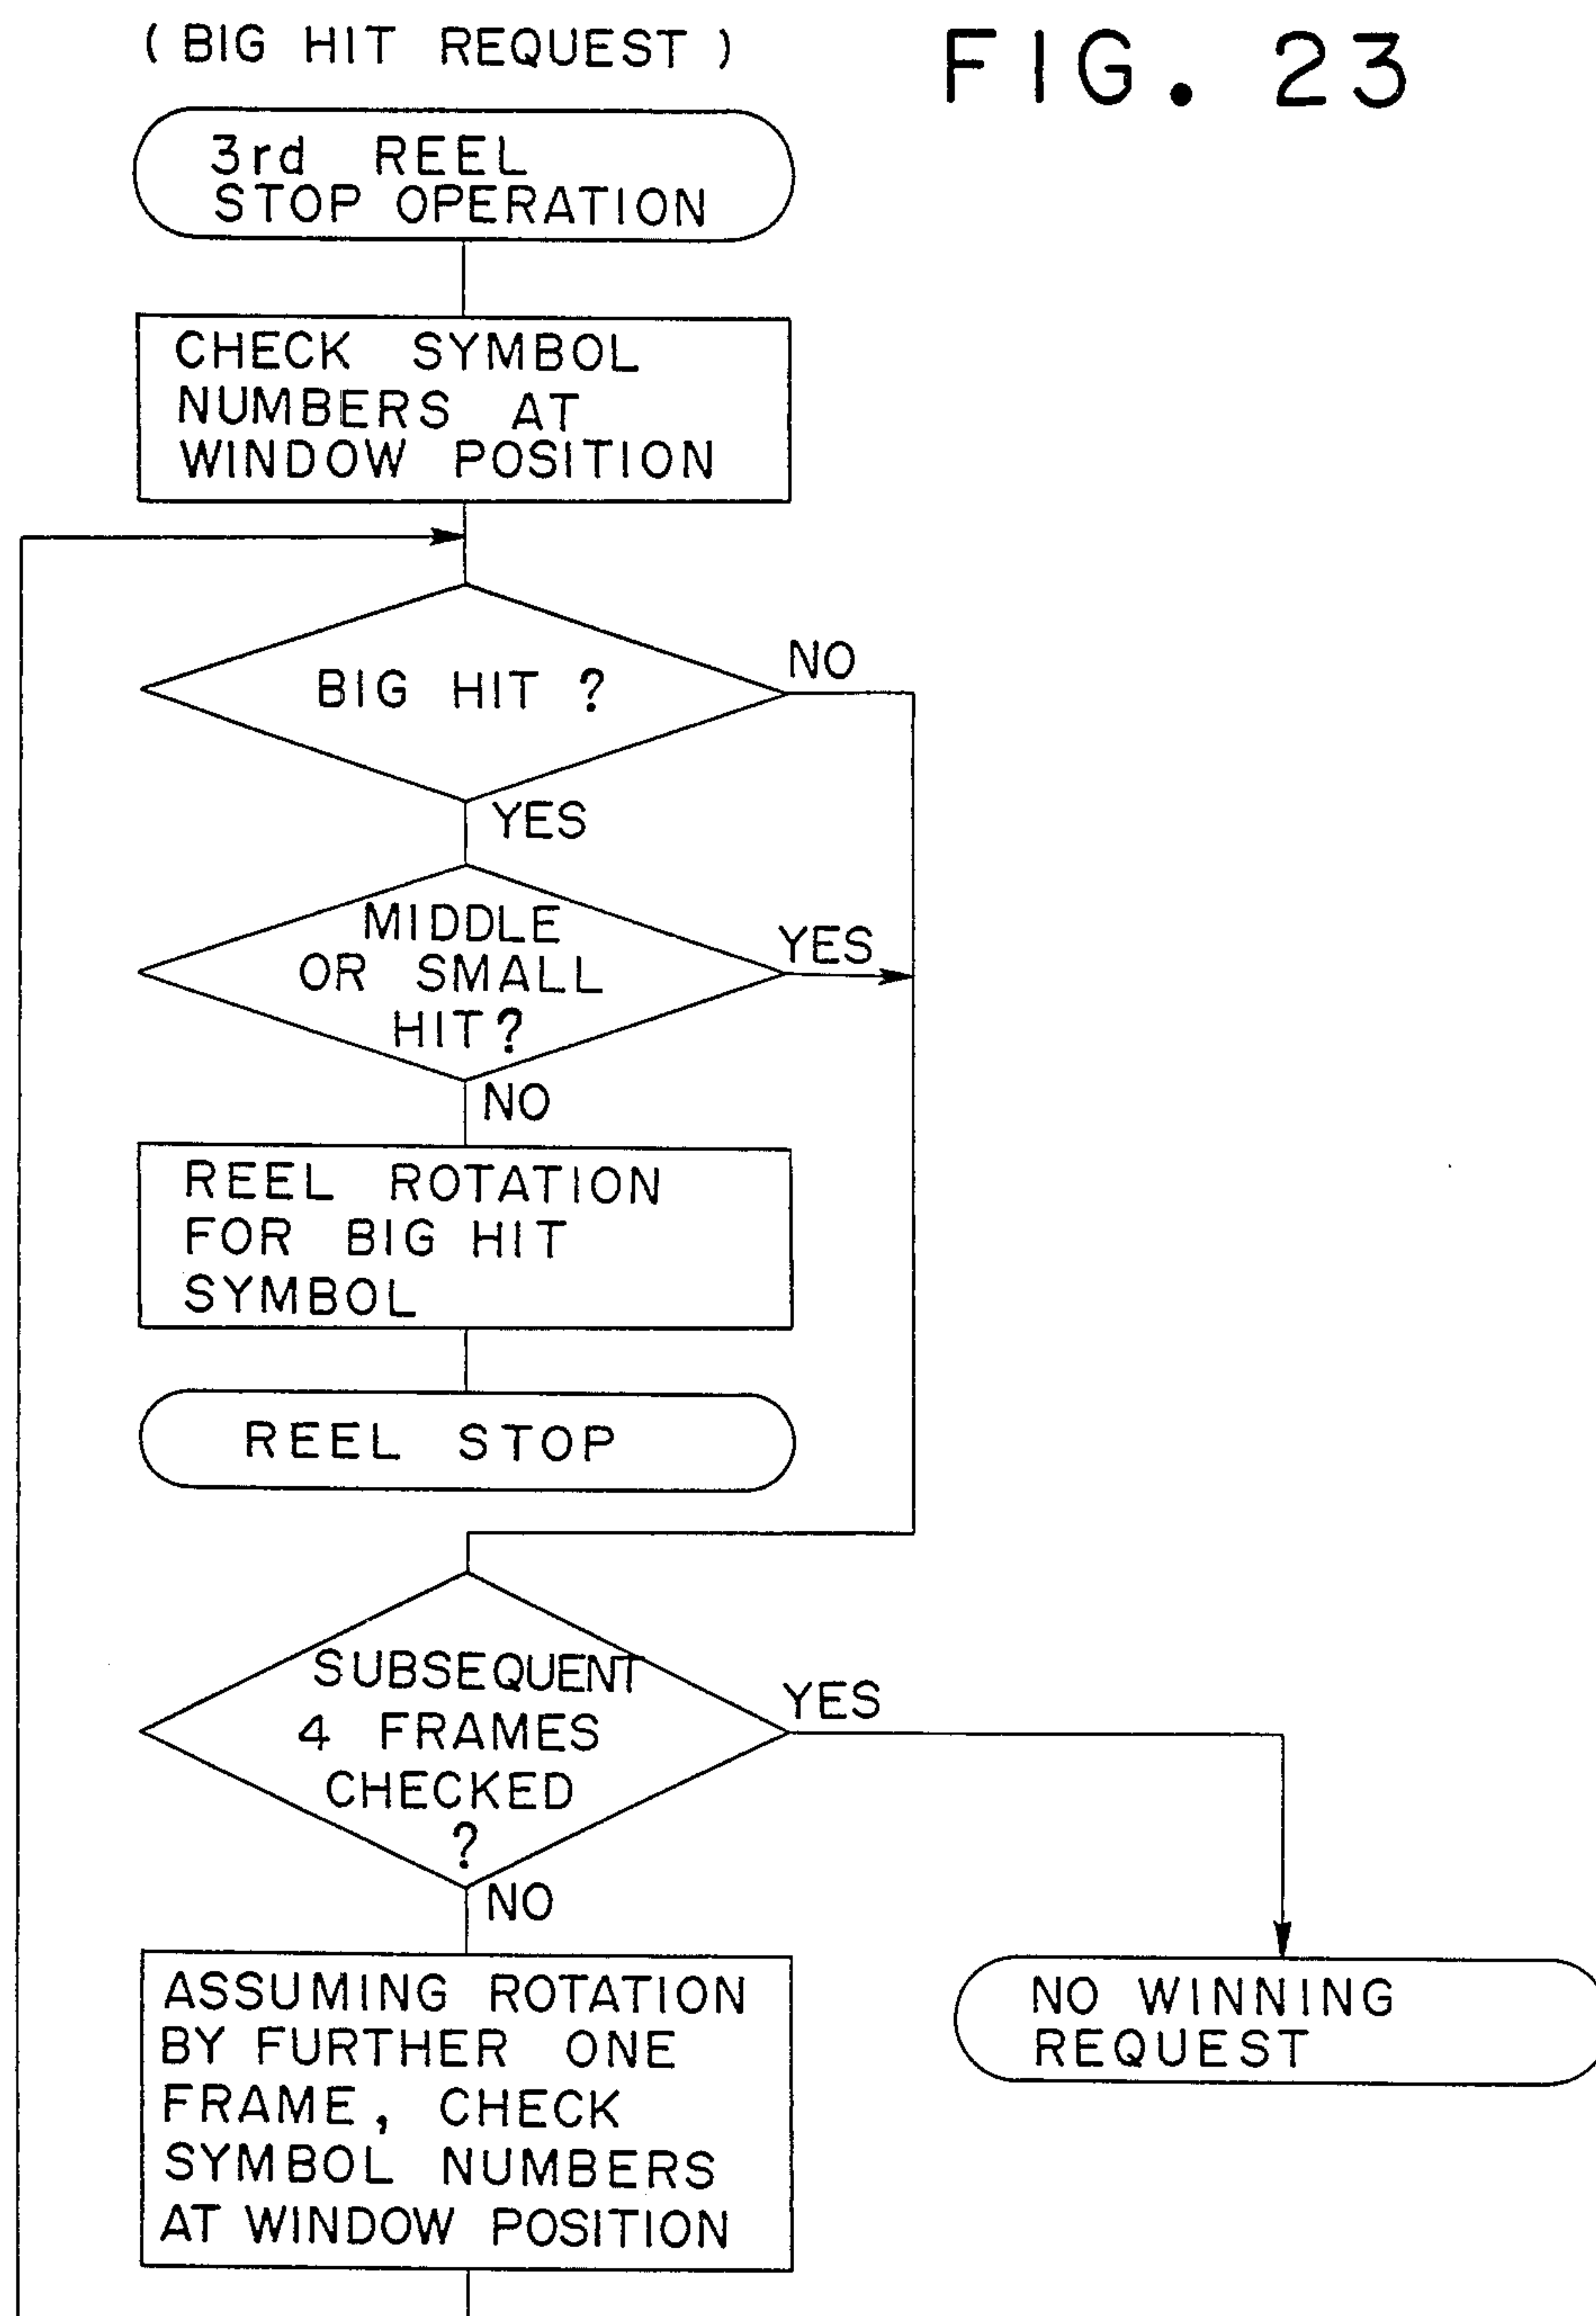 ( BIG HIT REQUEST )
FIG. 23
3rd REEL
STOP OPERATION
CHECK SYMBOL
NUMBERS AT
WINDOW POSITION
BIG HIT ?
NO
YES
MIDDLE
OR SMALL
HIT?
YES
NO
REEL ROTATION
FOR BIG HIT
SYMBOL
REEL STOP
SUBSEQUENT
4 FRAMES
CHECKED
?
YES
NO
ASSUMING ROTATION
BY FURTHER ONE
FRAME, CHECK
SYMBOL NUMBERS
AT WINDOW POSITION
NO WINNING
REQUEST